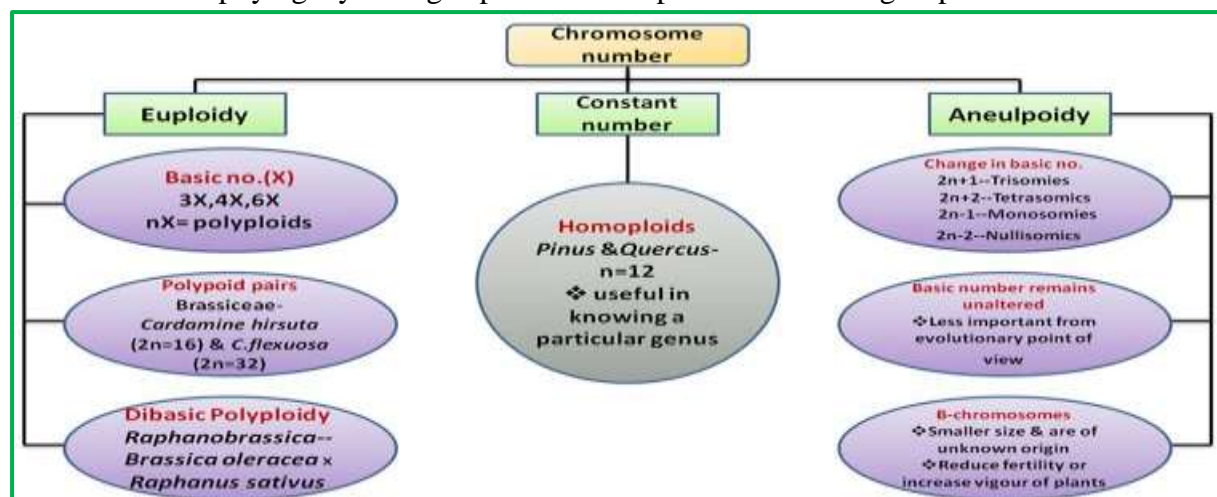 Chromosome
number
Euploidy
Constant
number
Aneulpoidy
Basic no.(X)
3X,4X,6X
nX= polyploids
Polypoid pairs
Brassiceae-
Cardamine hirsuta
(2n=16) & C.flexuosa
(2n=32)
Dibasic Polyploidy
Raphanobrassica--
Brassica oleracea x
Raphanus sativus
Homoploids
Pinus &Quercus-
n=12
❖ useful in
knowing a
particular genus
Change in basic no.
2n+1--Trisomies
2n+2--Tetrasomics
2n-1--Monosomies
2n-2--Nullisomics
Basic number remains
unaltered
❖Less important from
evolutionary point of
view
B-chromosomes
❖Smaller size & are of
unknown origin
❖Reduce fertility or
increase vigour of plants